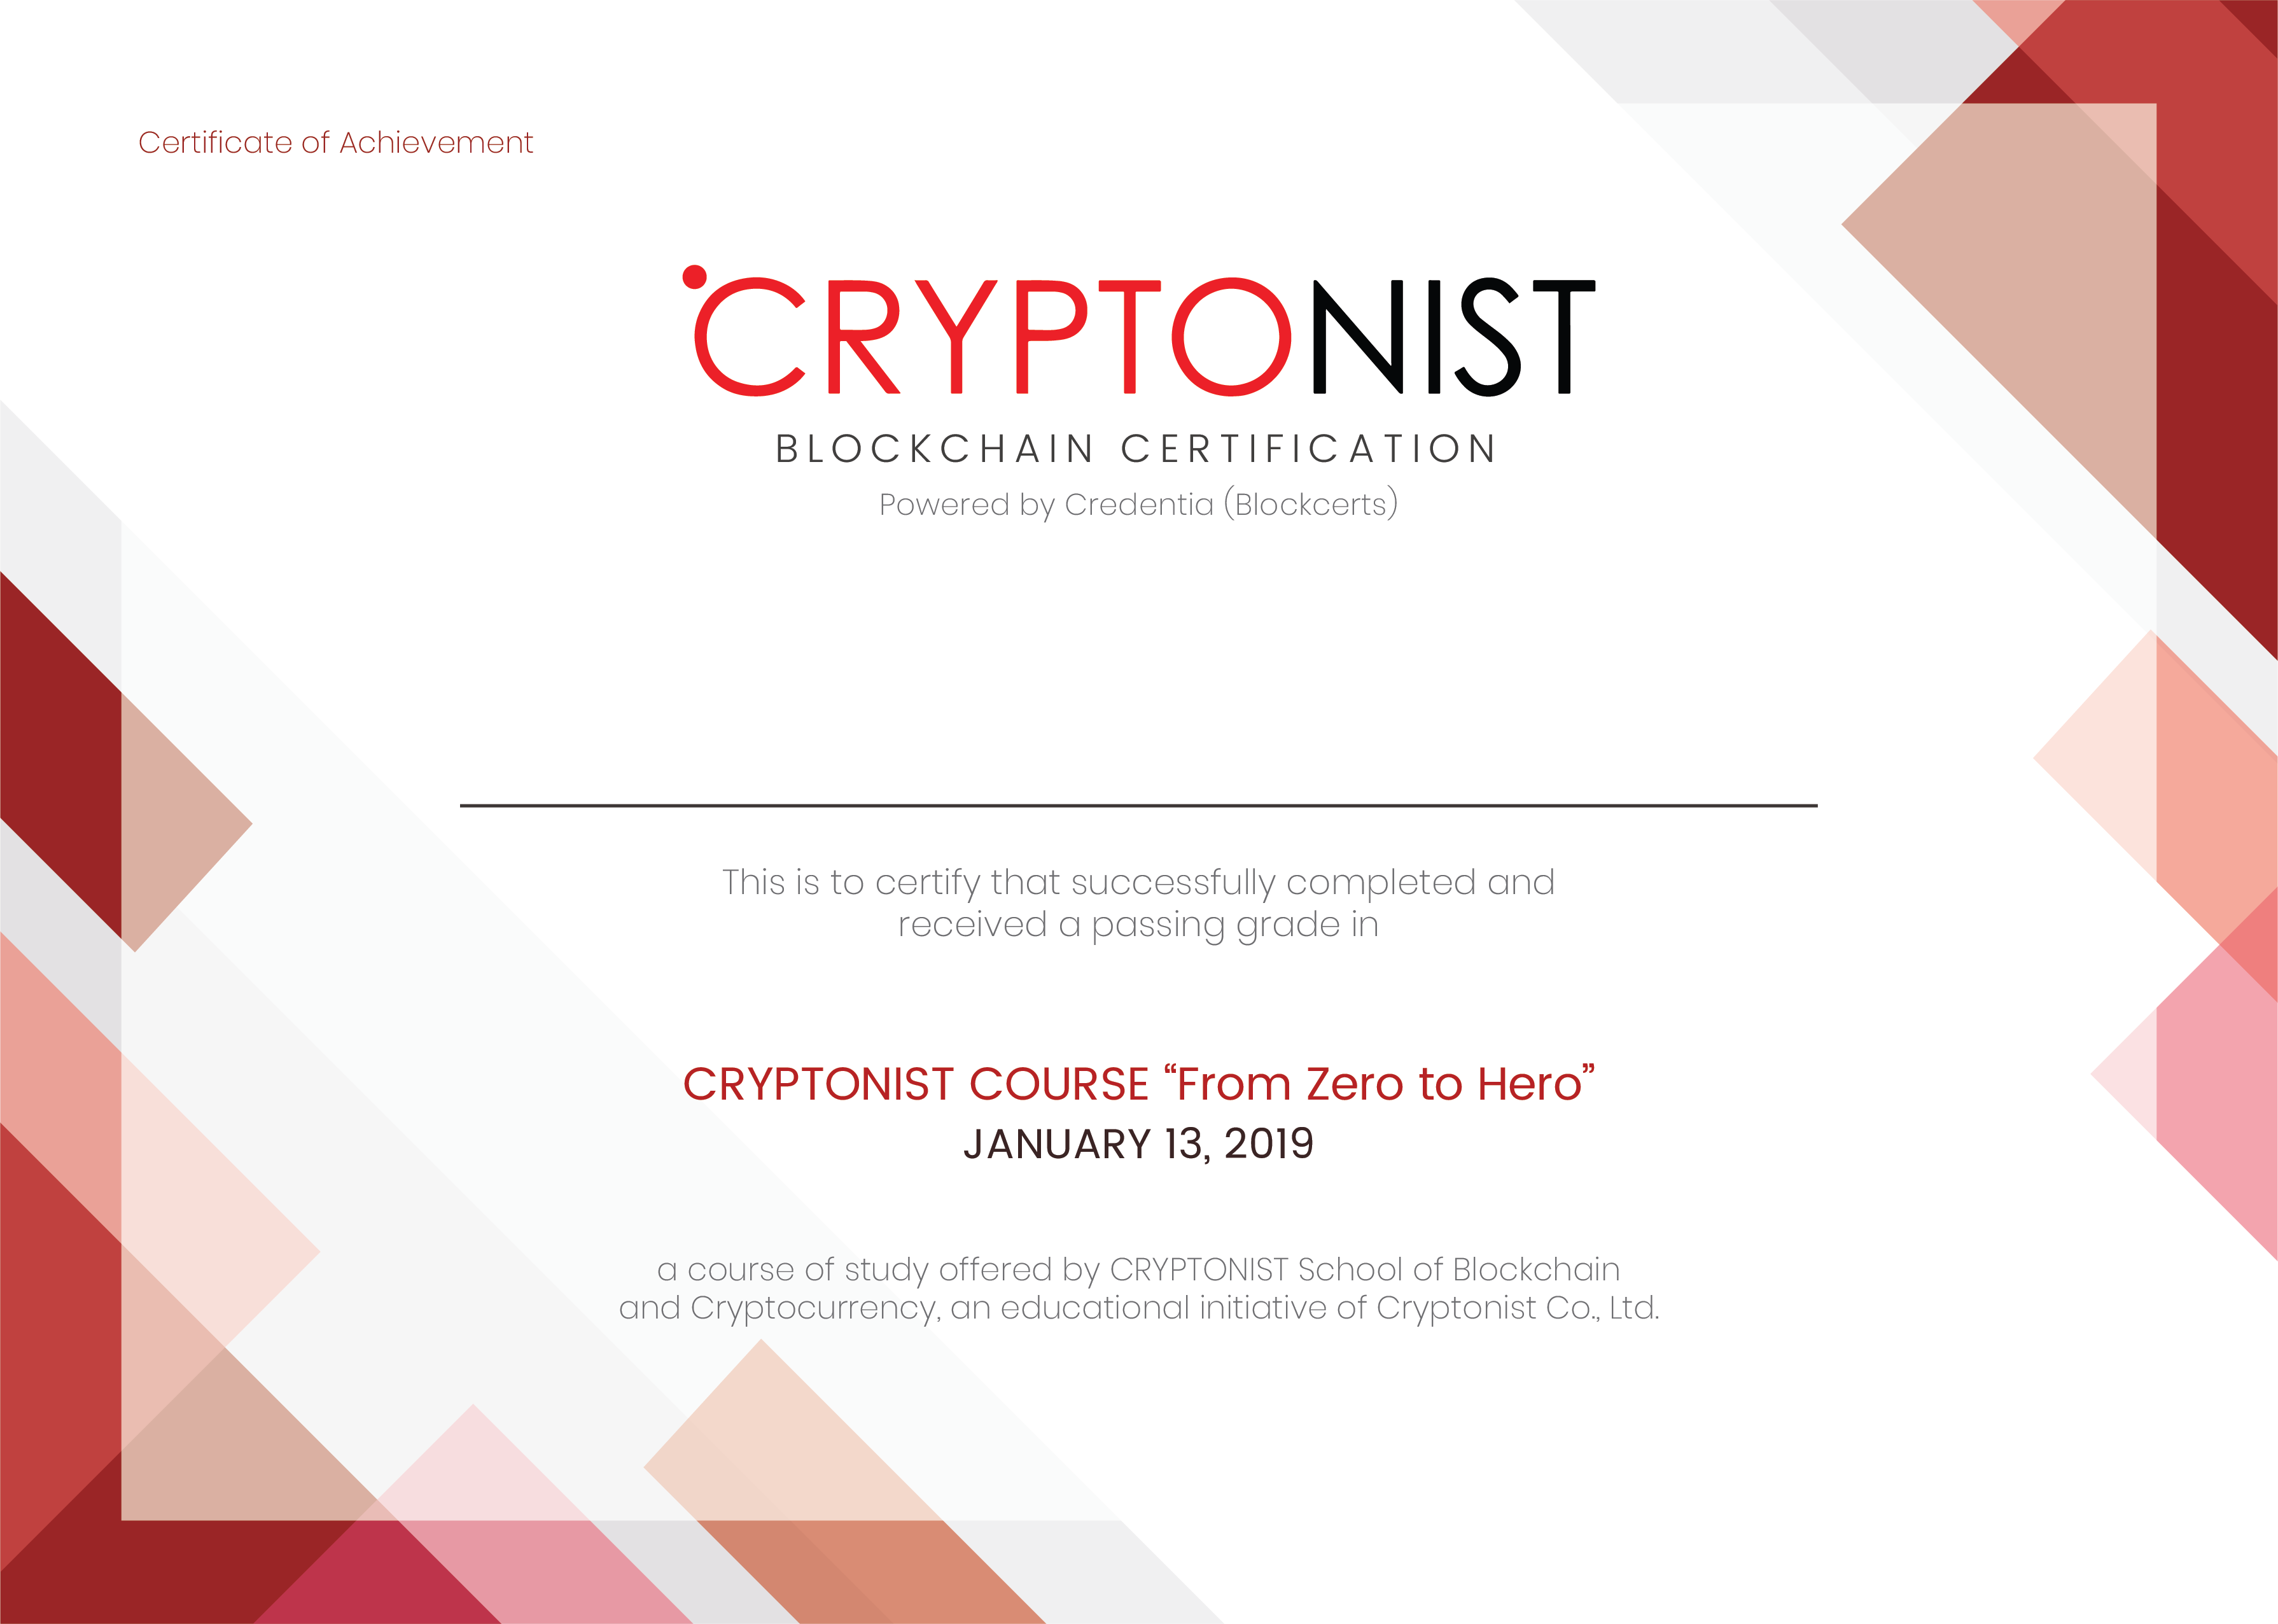 Certificate of Achievement
CRYPTONIST
BLOCKCHAIN CERTIFICATION
Powered by Credentia (Blockcerts)
This is to certify that successfully completed and
received a passing grade in
CRYPTONIST COURSE “From Zero to Hero”
JANUARY 13, 2019
a course of study offered by CRYPTONIST School of Blockchain
and Cryptocurrency, an educational initiative of Cryptonist Co., Ltd.